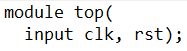 module top(
input clk, rst);